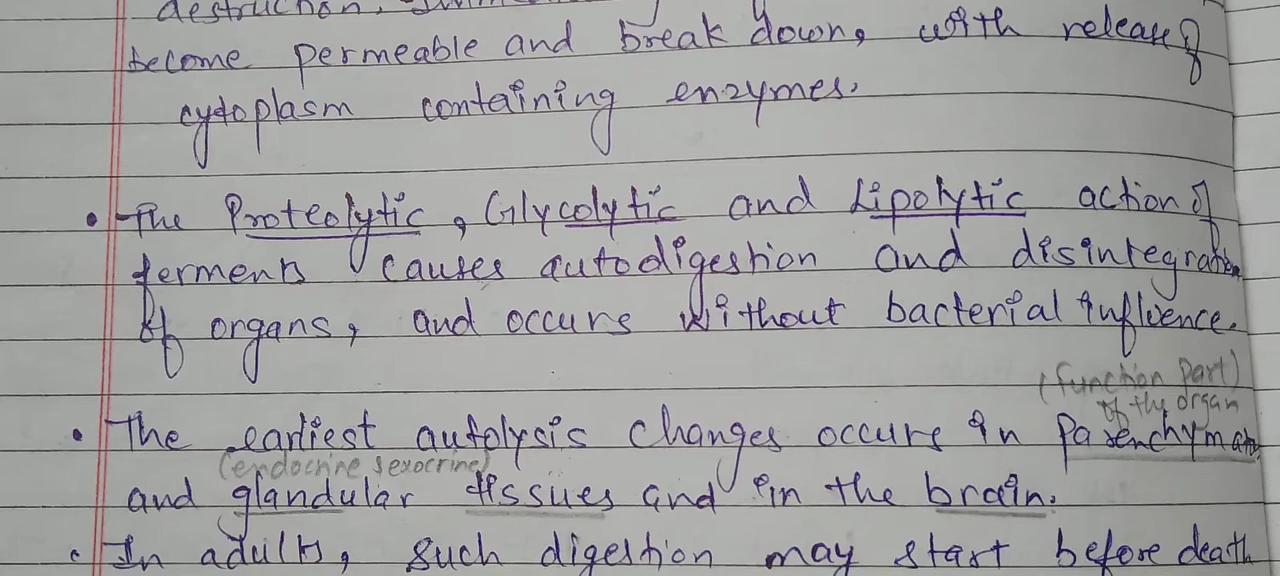 destruction,
become permeable and break down, with release of
cytoplasm containing enzymes.
• The Proteolytic, Glycolytic and Lipolytic action of
ferments causes autodigestion and disintegration
of organs, and occurs without bacterial influence.
(function part)
of the organ
• The earliest autolysis changes occurs in Parenchymato
(endocrine & exocrine)
and glandular tissues and in the brain.
• In adults, such digestion may start before death